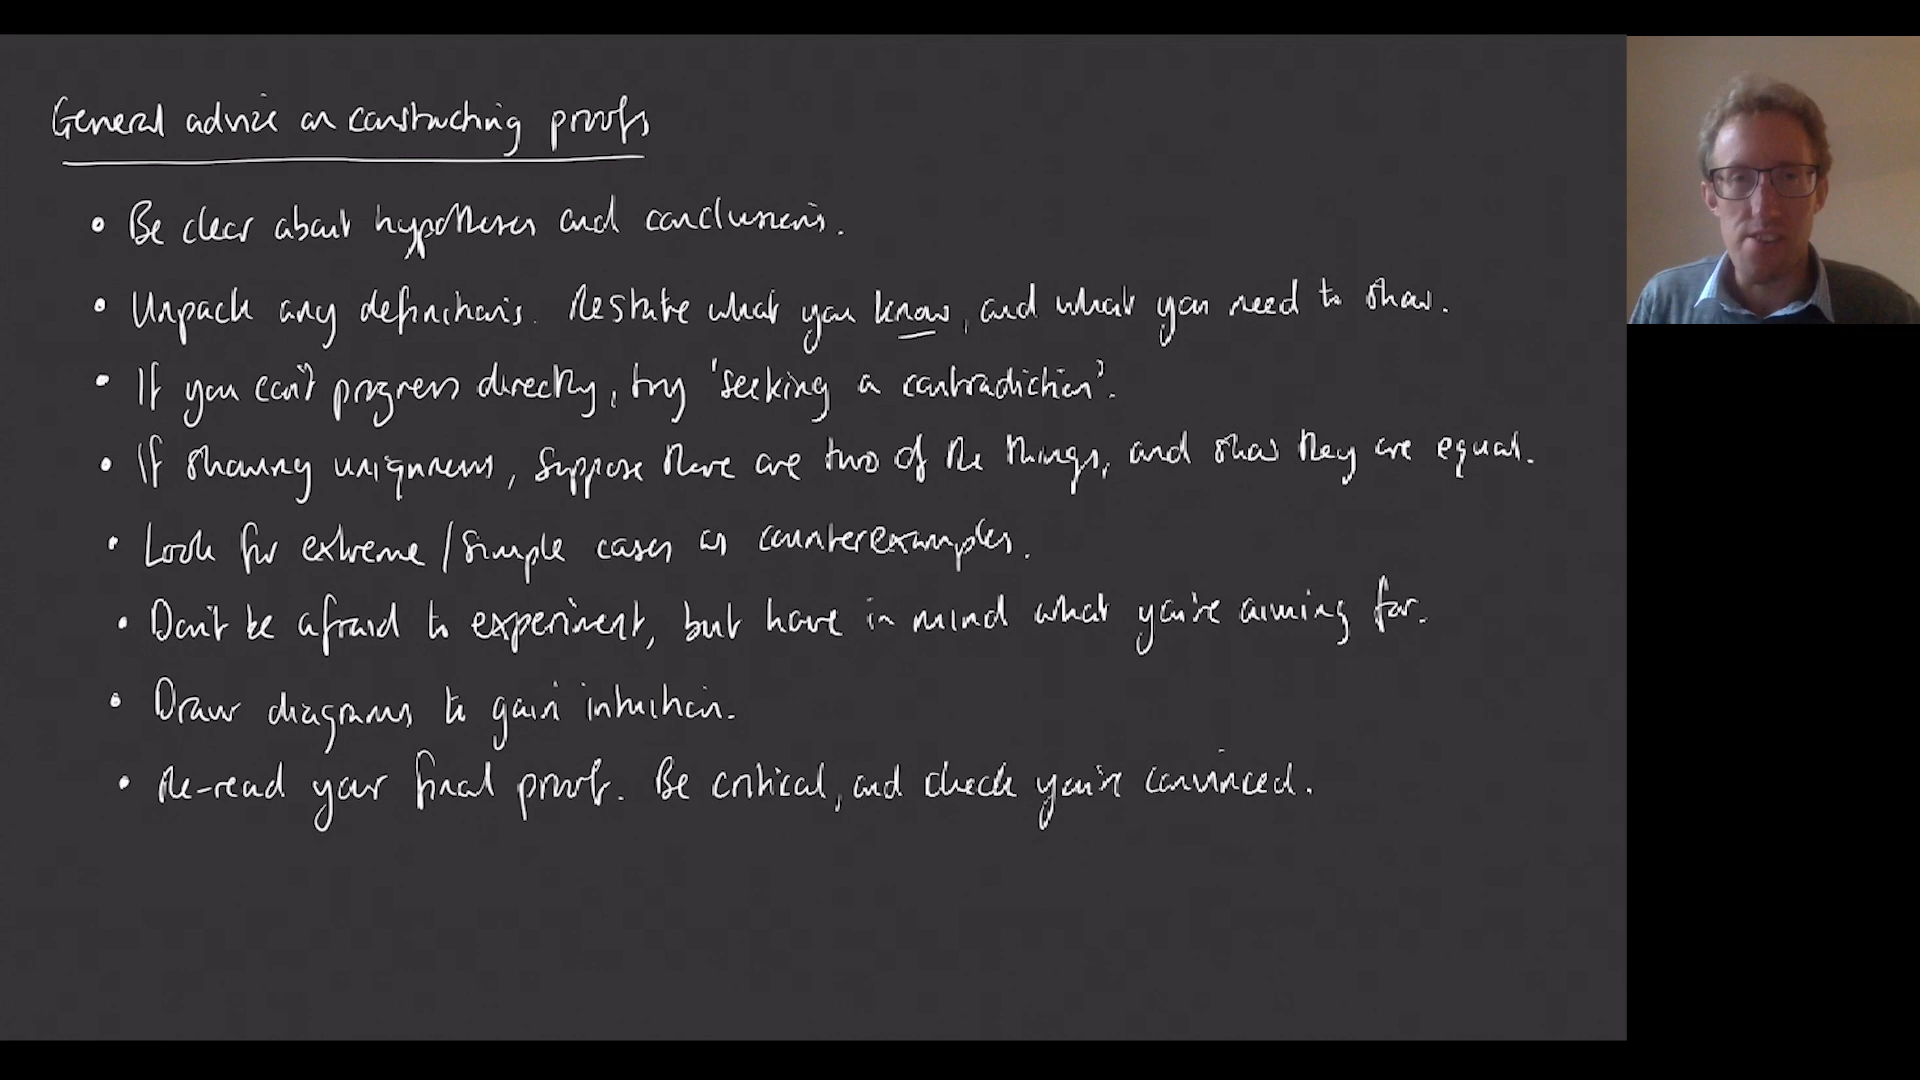 General advice on constructing proofs
• Be clear about hypotheses and conclusions.
• Unpack any definitions. Restate what you know, and what you need to show.
• If you can't progress directly, try 'seeking a contradiction'.
• If showing uniqueness, suppose there are two of the things, and show they are equal.
• Look for extreme/simple cases as counterexamples.
• Don't be afraid to experiment, but have in mind what you're aiming for.
• Draw diagrams to gain intuition.
• Re-read your final proof. Be critical, and check you're convinced.